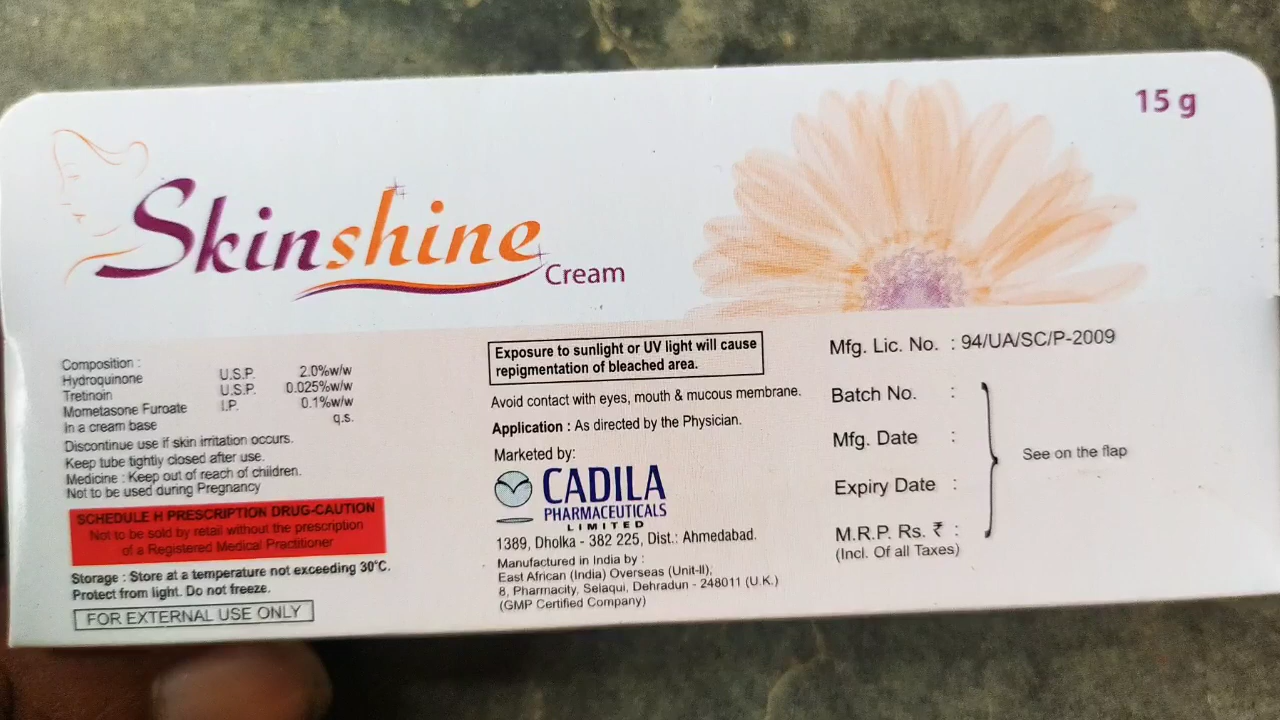 15 g
Skinshine
Cream
Composition :
Hydroquinone U.S.P. 2.0%w/w
Tretinoin U.S.P. 0.025%w/w
Mometasone Furoate I.P. 0.1%w/w
In a cream base q.s.
Discontinue use if skin irritation occurs.
Keep tube tightly closed after use.
Medicine : Keep out of reach of children.
Not to be used during Pregnancy
SCHEDULE H PRESCRIPTION DRUG-CAUTION
Not to be sold by retail without the prescription
of a Registered Medical Practitioner
Storage : Store at a temperature not exceeding 30°C.
Protect from light. Do not freeze.
FOR EXTERNAL USE ONLY
Exposure to sunlight or UV light will cause
repigmentation of bleached area.
Avoid contact with eyes, mouth & mucous membrane.
Application : As directed by the Physician.
Marketed by:
CADILA
PHARMACEUTICALS
LIMITED
1389, Dholka - 382 225, Dist.: Ahmedabad.
Manufactured in India by :
East African (India) Overseas (Unit-II),
8, Pharmacity, Selaqui, Dehradun - 248011 (U.K.)
(GMP Certified Company)
Mfg. Lic. No. : 94/UA/SC/P-2009
Batch No. :
Mfg. Date :
Expiry Date :
M.R.P. Rs. ₹ :
(Incl. Of all Taxes)
See on the flap